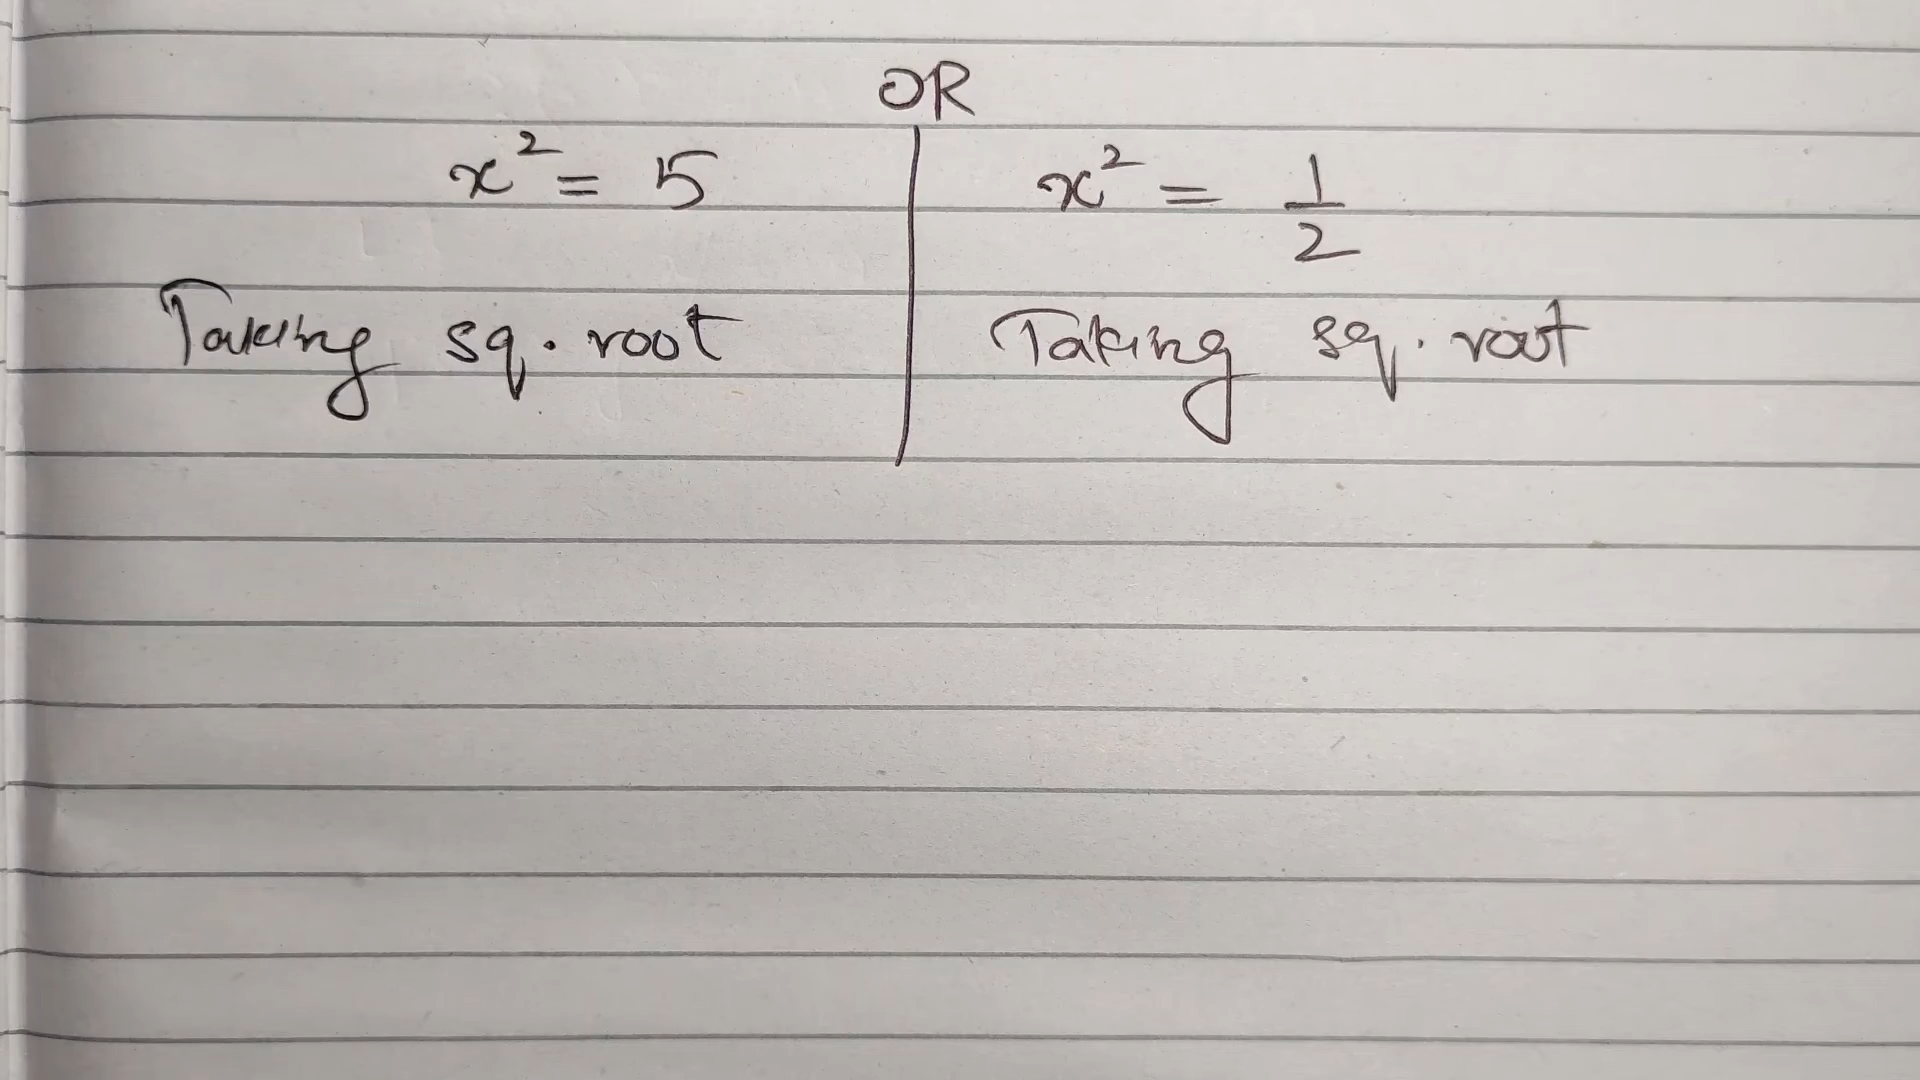 OR
x² = 5 | x² = 1/2
Taking sq. root | Taking sq. root